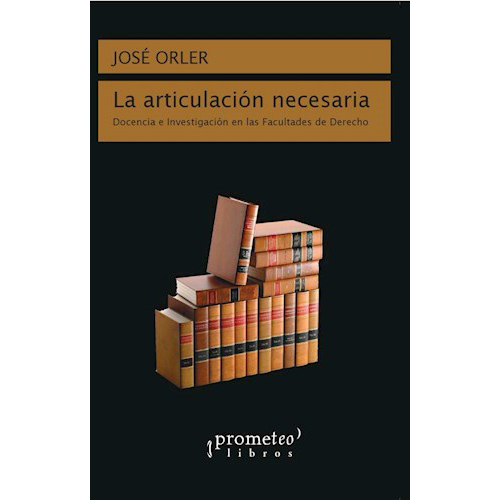 JOSÉ ORLER
La articulación necesaria
Docencia e Investigación en las Facultades de Derecho
prometeo
libros